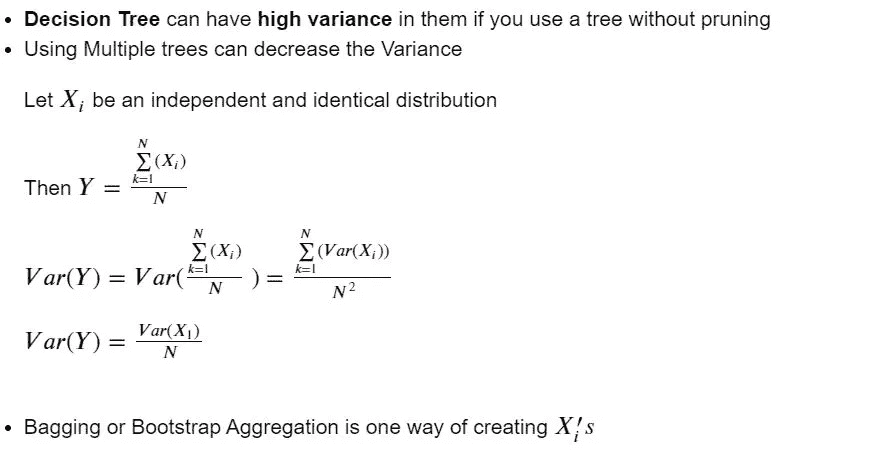 • Decision Tree can have high variance in them if you use a tree without pruning
• Using Multiple trees can decrease the Variance
Let X_i be an independent and identical distribution
Then Y = \frac{\sum_{k=1}^{N}(X_i)}{N}
Var(Y) = Var(\frac{\sum_{k=1}^{N}(X_i)}{N}) = \frac{\sum_{k=1}^{N}(Var(X_i))}{N^2}
Var(Y) = \frac{Var(X_1)}{N}
• Bagging or Bootstrap Aggregation is one way of creating X_i's